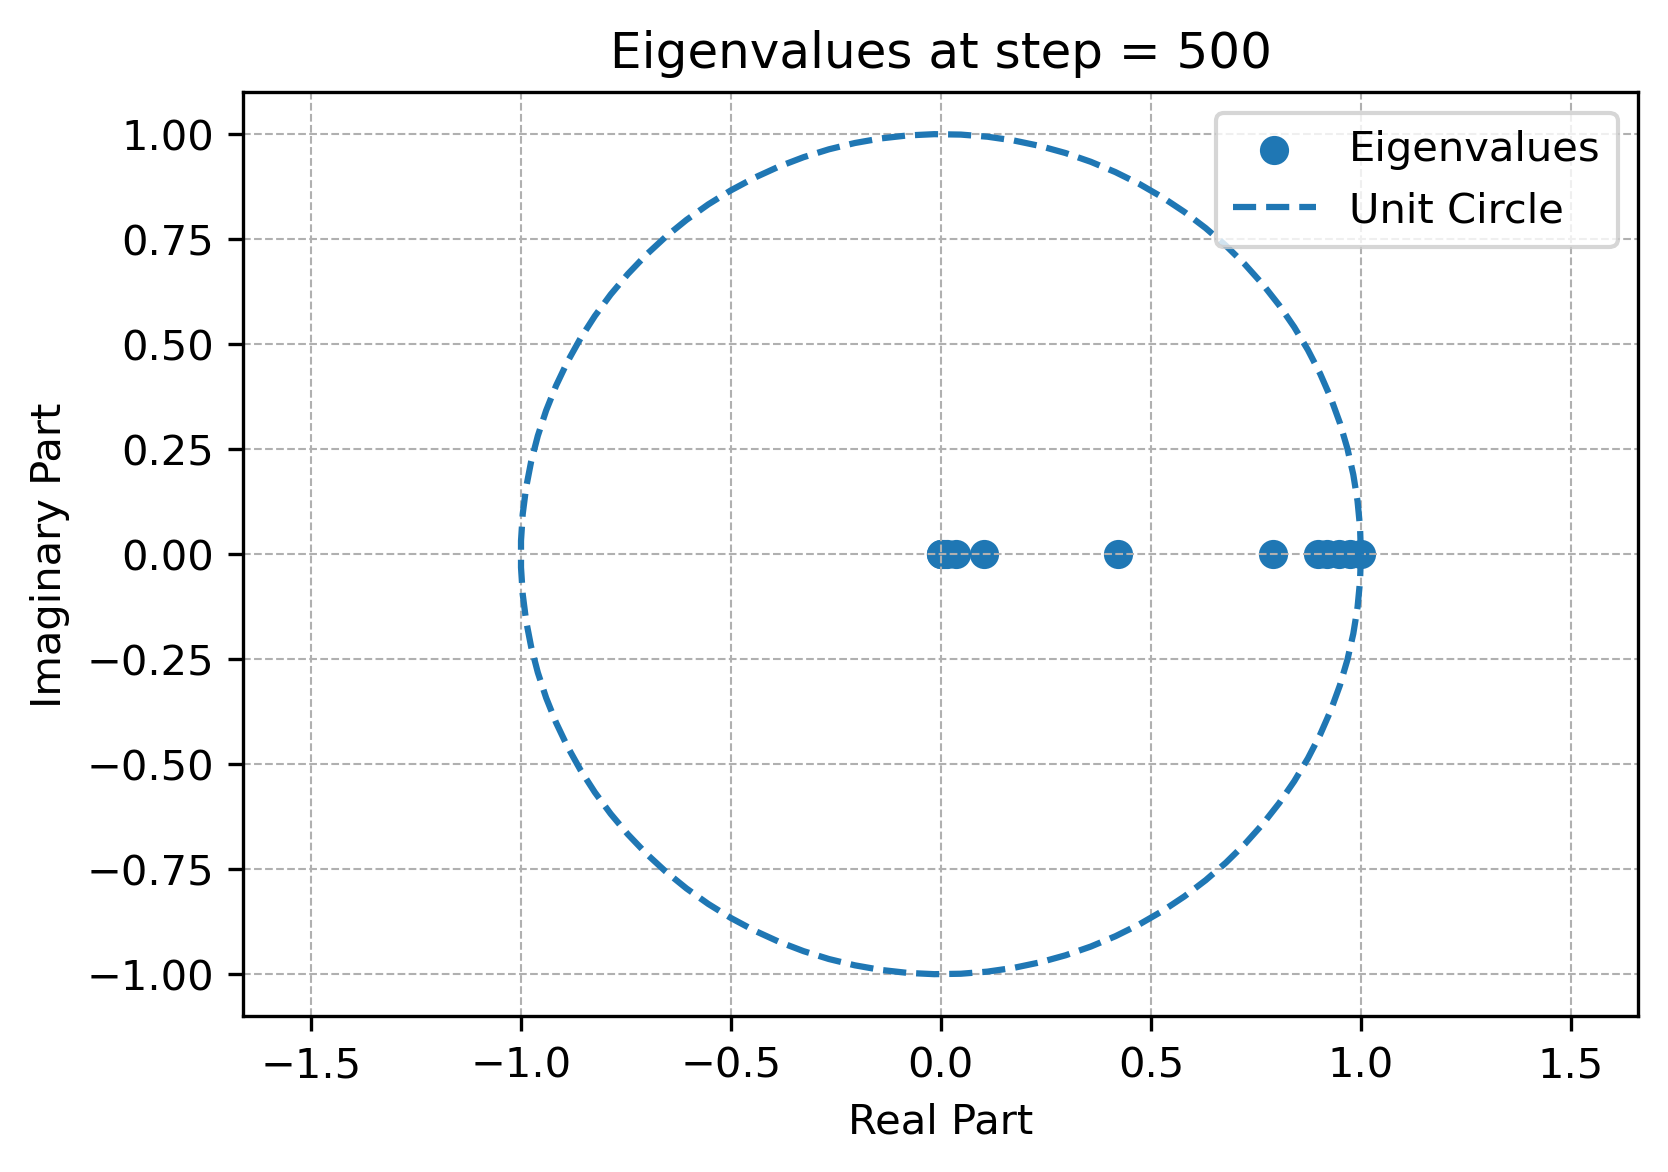 Eigenvalues at step = 500
Eigenvalues
Unit Circle
1.00
0.75
0.50
0.25
0.00
−0.25
−0.50
−0.75
−1.00
Imaginary Part
−1.5 −1.0 −0.5 0.0 0.5 1.0 1.5
Real Part